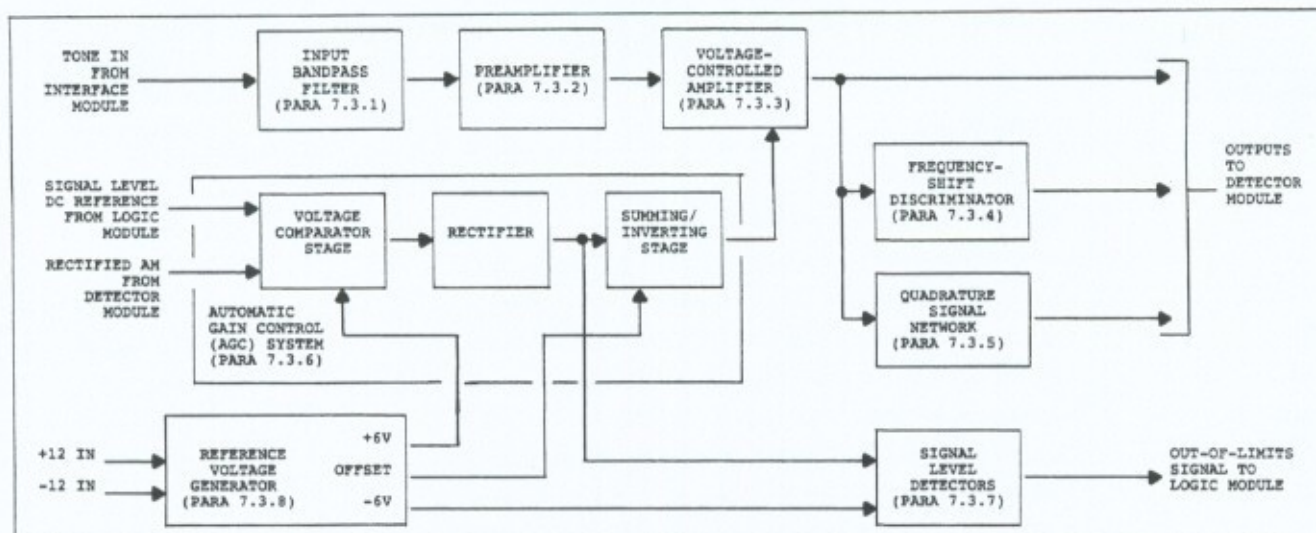 TONE IN
FROM
INTERFACE
MODULE
INPUT
BANDPASS
FILTER
(PARA 7.3.1)
PREAMPLIFIER
(PARA 7.3.2)
VOLTAGE-
CONTROLLED
AMPLIFIER
(PARA 7.3.3)
SIGNAL LEVEL
DC REFERENCE
FROM LOGIC
MODULE
RECTIFIED AM
FROM
DETECTOR
MODULE
VOLTAGE
COMPARATOR
STAGE
RECTIFIER
SUMMING/
INVERTING
STAGE
AUTOMATIC
GAIN CONTROL
(AGC) SYSTEM
(PARA 7.3.6)
FREQUENCY-
SHIFT
DISCRIMINATOR
(PARA 7.3.4)
QUADRATURE
SIGNAL
NETWORK
(PARA 7.3.5)
OUTPUTS
TO
DETECTOR
MODULE
+12 IN
-12 IN
REFERENCE
VOLTAGE
GENERATOR
(PARA 7.3.8)
+6V
OFFSET
-6V
SIGNAL
LEVEL
DETECTORS
(PARA 7.3.7)
OUT-OF-LIMITS
SIGNAL TO
LOGIC MODULE